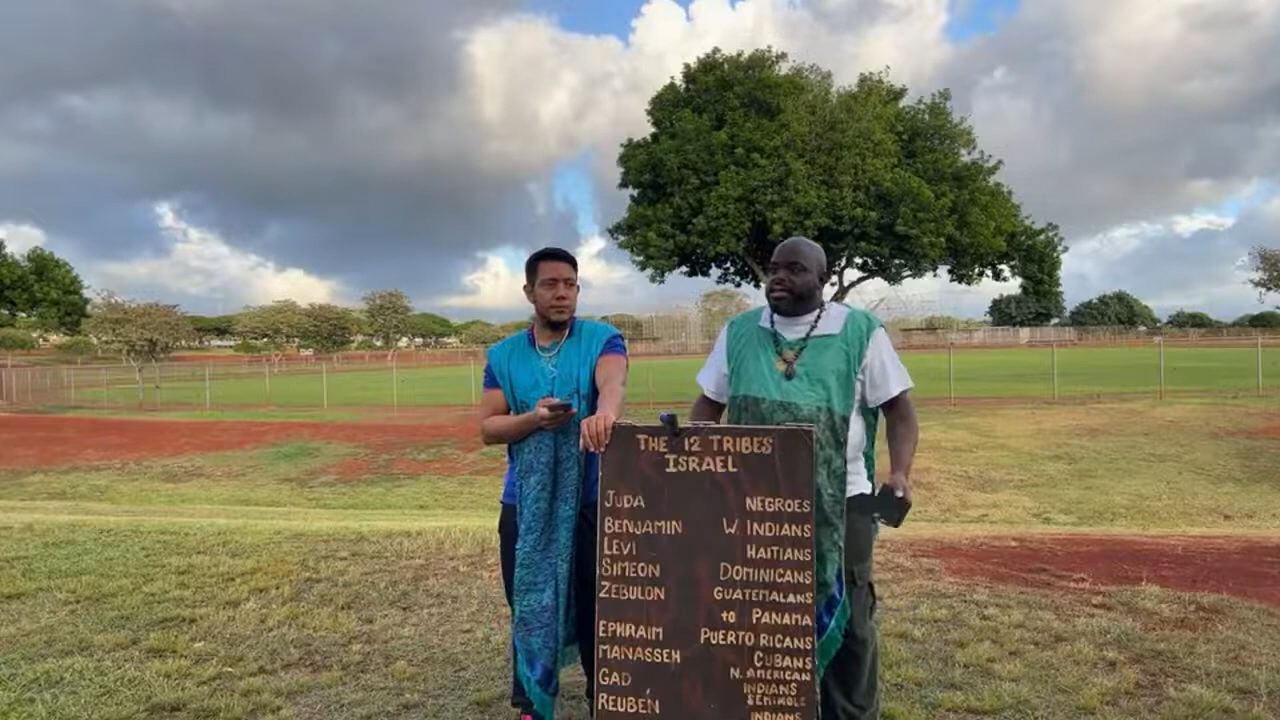 THE 12 TRIBES
ISRAEL
JUDA NEGROES
BENJAMIN W. INDIANS
LEVI HAITIANS
SIMEON DOMINICANS
ZEBULON GUATEMALANS
to PANAMA
EPHRAIM PUERTO RICANS
MANASSEH CUBANS
GAD N. AMERICAN
INDIANS
REUBEN SEMINOLE
INDIANS